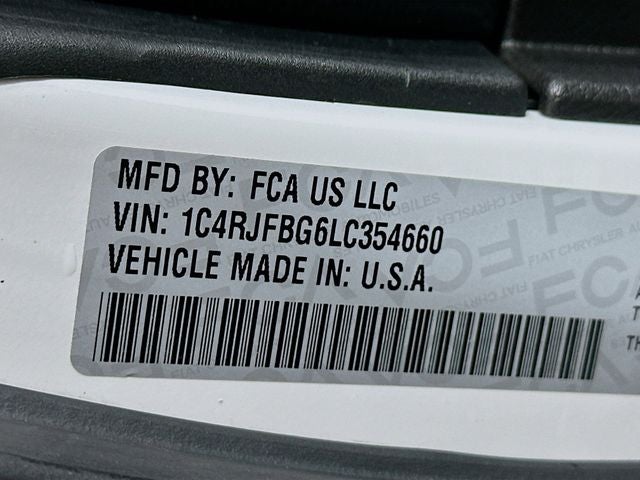 MFD BY: FCA US LLC
VIN: 1C4RJFBG6LC354660
VEHICLE MADE IN: U.S.A.